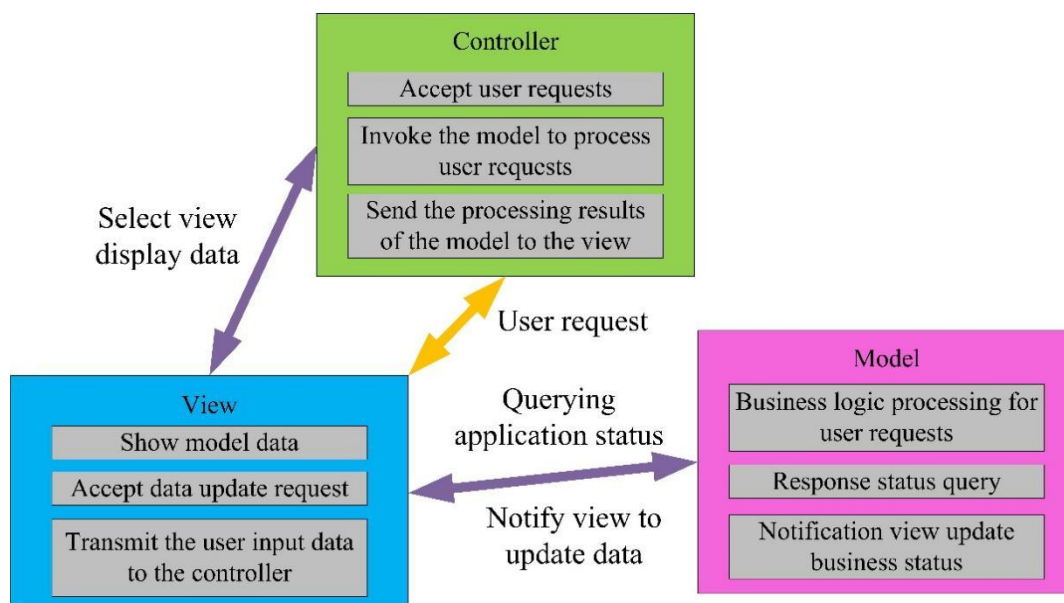 Controller
Accept user requests
Invoke the model to process
user requests
Send the processing results
of the model to the view
Select view
display data
User request
View
Show model data
Accept data update request
Transmit the user input data
to the controller
Querying
application status
Notify view to
update data
Model
Business logic processing for
user requests
Response status query
Notification view update
business status